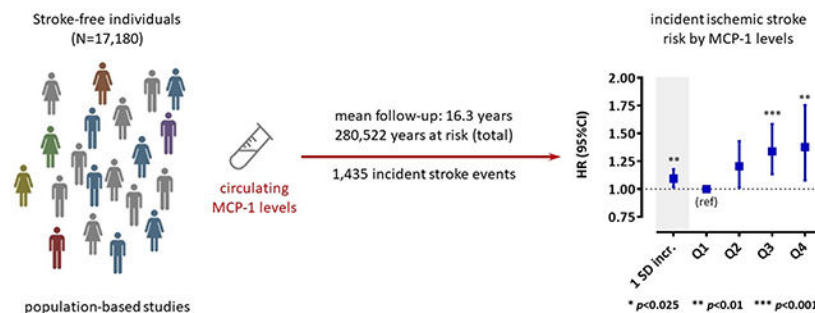 Stroke-free individuals
(N=17,180)
population-based studies
circulating
MCP-1 levels
mean follow-up: 16.3 years
280,522 years at risk (total)
1,435 incident stroke events
incident ischemic stroke
risk by MCP-1 levels
HR (95%CI)
2.00
1.75
1.50
1.25
1.00
0.75
**
(ref)
***
**
1 SD incr.
Q1
Q2
Q3
Q4
* p<0.025 ** p<0.01 *** p<0.001